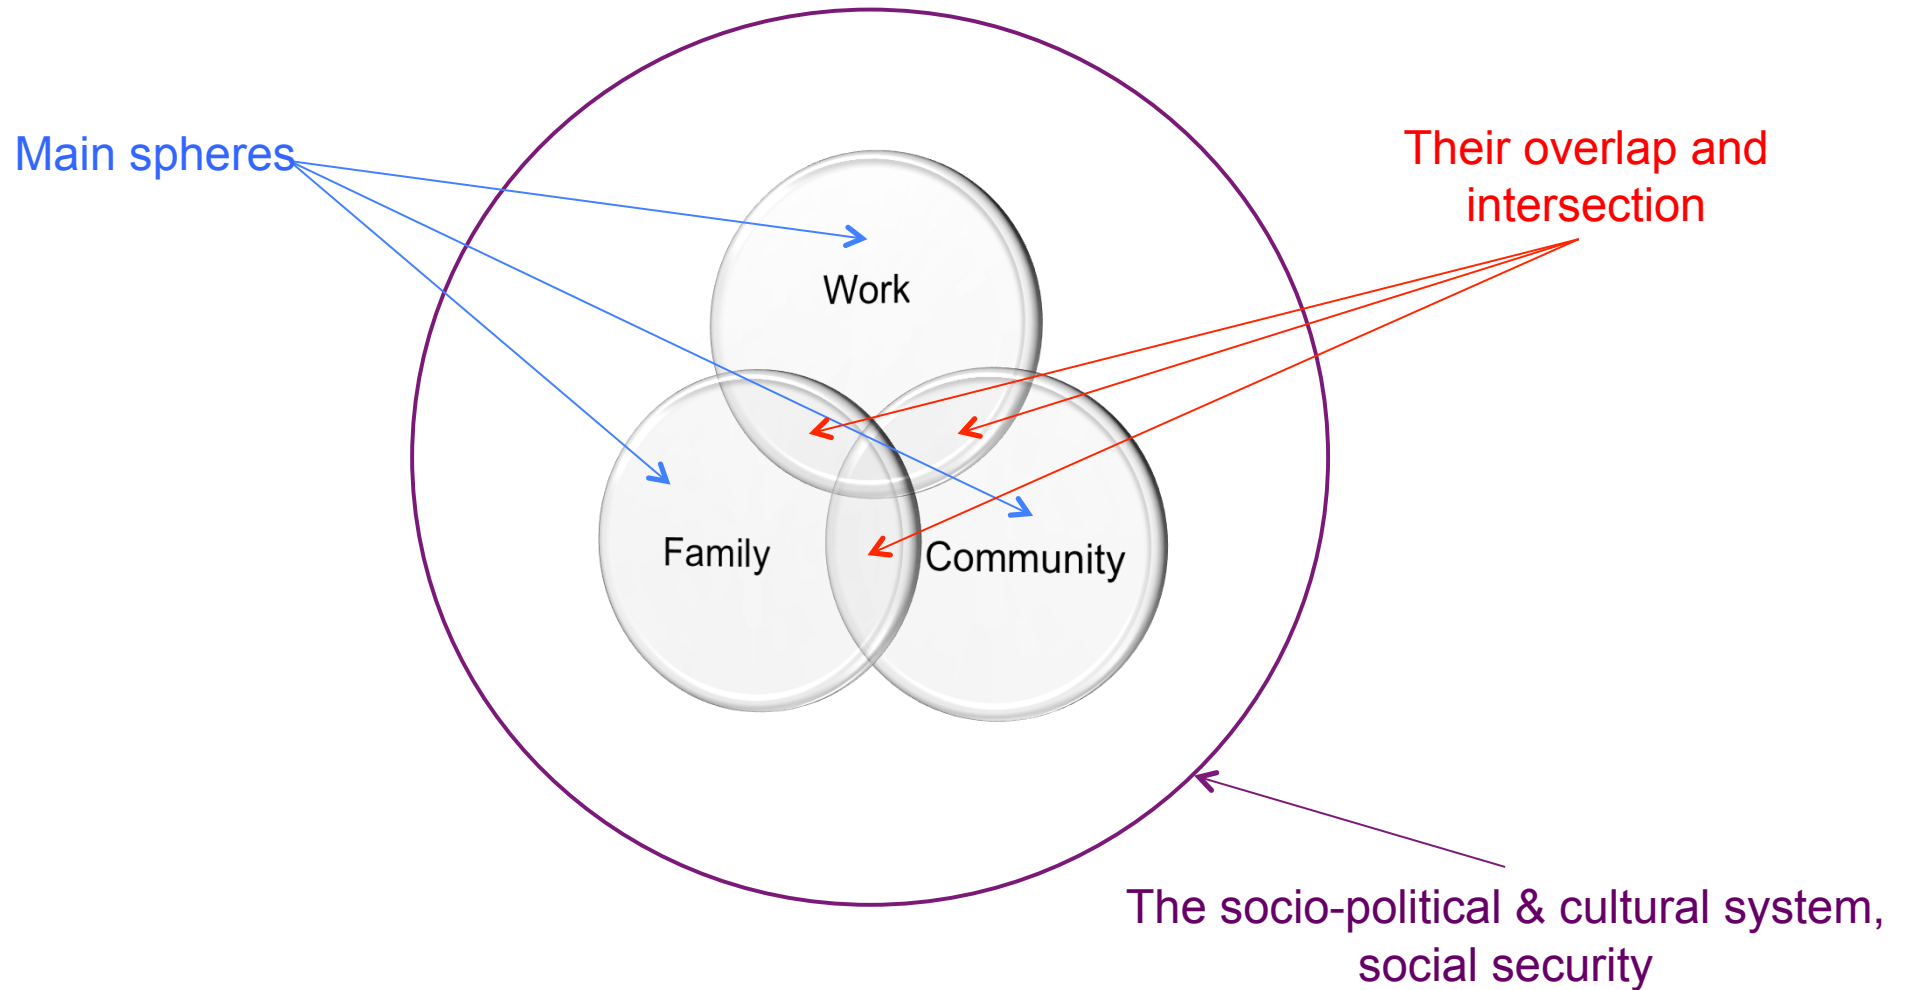 Main spheres
Their overlap and
intersection
Work
Family
Community
The socio-political & cultural system,
social security